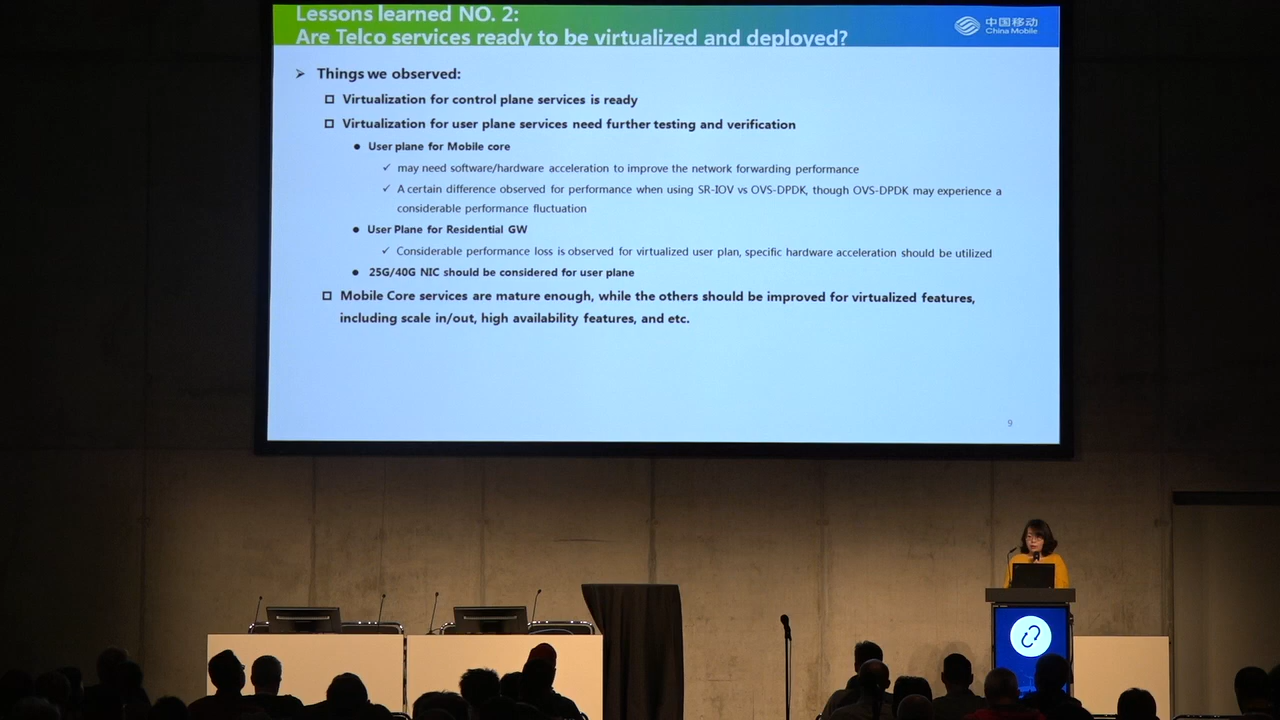 Lessons learned NO. 2:
Are Telco services ready to be virtualized and deployed?
中国移动
China Mobile
Things we observed:
Virtualization for control plane services is ready
Virtualization for user plane services need further testing and verification
User plane for Mobile core
may need software/hardware acceleration to improve the network forwarding performance
A certain difference observed for performance when using SR-IOV vs OVS-DPDK, though OVS-DPDK may experience a
considerable performance fluctuation
User Plane for Residential GW
Considerable performance loss is observed for virtualized user plan, specific hardware acceleration should be utilized
25G/40G NIC should be considered for user plane
Mobile Core services are mature enough, while the others should be improved for virtualized features,
including scale in/out, high availability features, and etc.
9